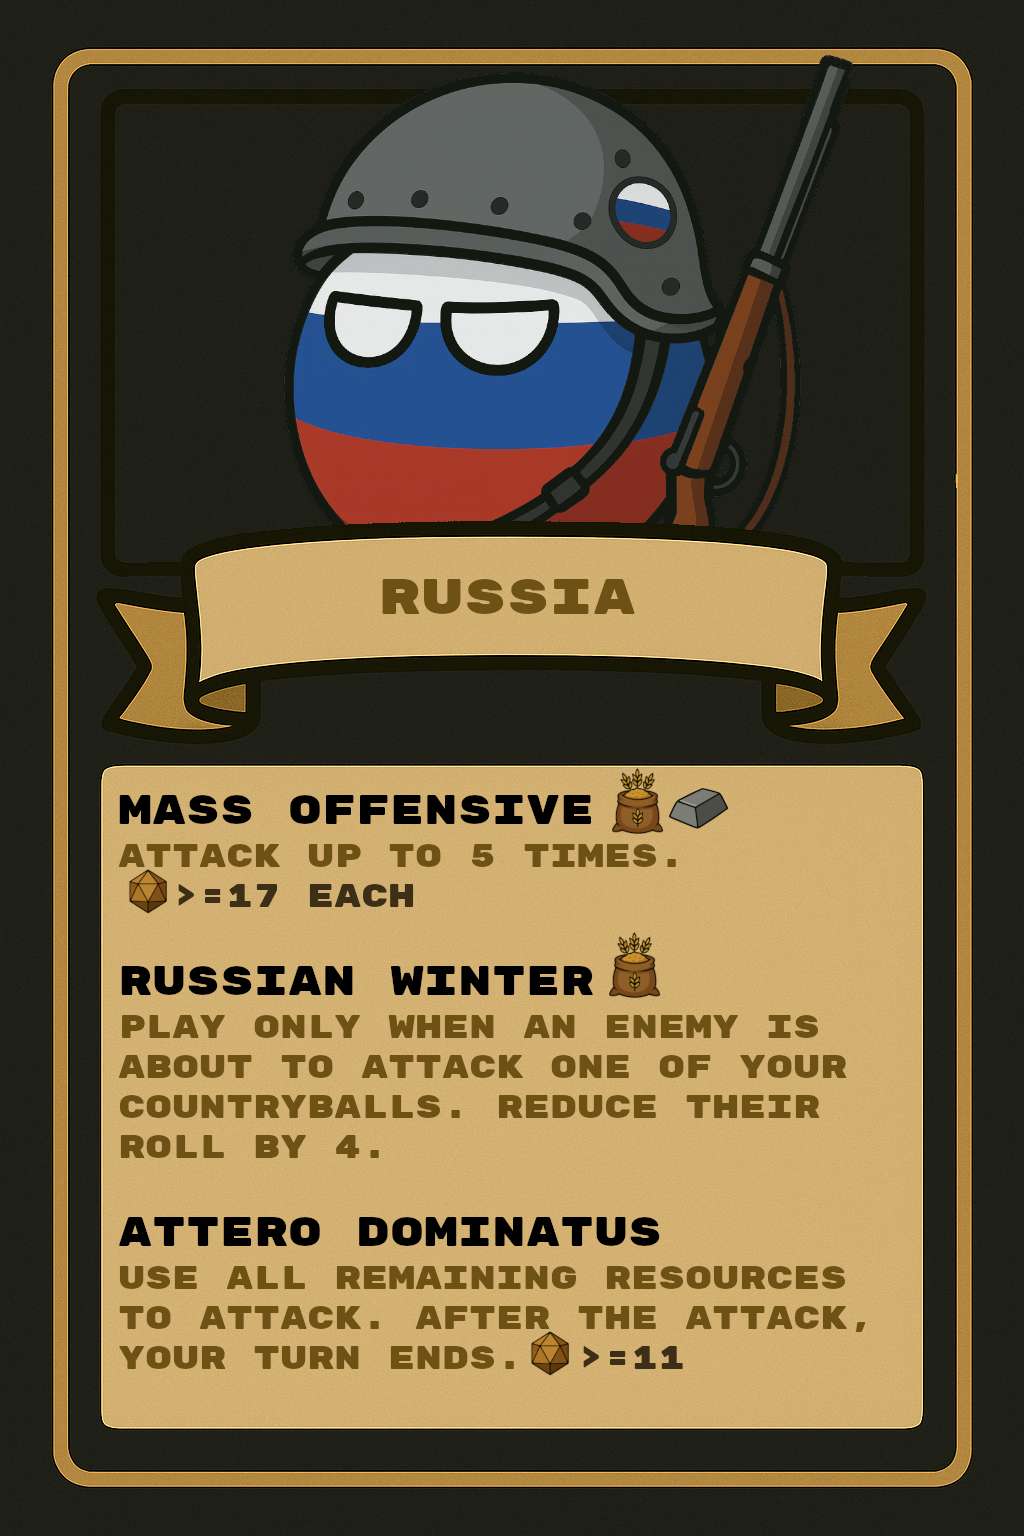 RUSSIA
MASS OFFENSIVE
ATTACK UP TO 5 TIMES.
>=17 EACH
RUSSIAN WINTER
PLAY ONLY WHEN AN ENEMY IS
ABOUT TO ATTACK ONE OF YOUR
COUNTRYBALLS. REDUCE THEIR
ROLL BY 4.
ATTERO DOMINATUS
USE ALL REMAINING RESOURCES
TO ATTACK. AFTER THE ATTACK,
YOUR TURN ENDS. >=11